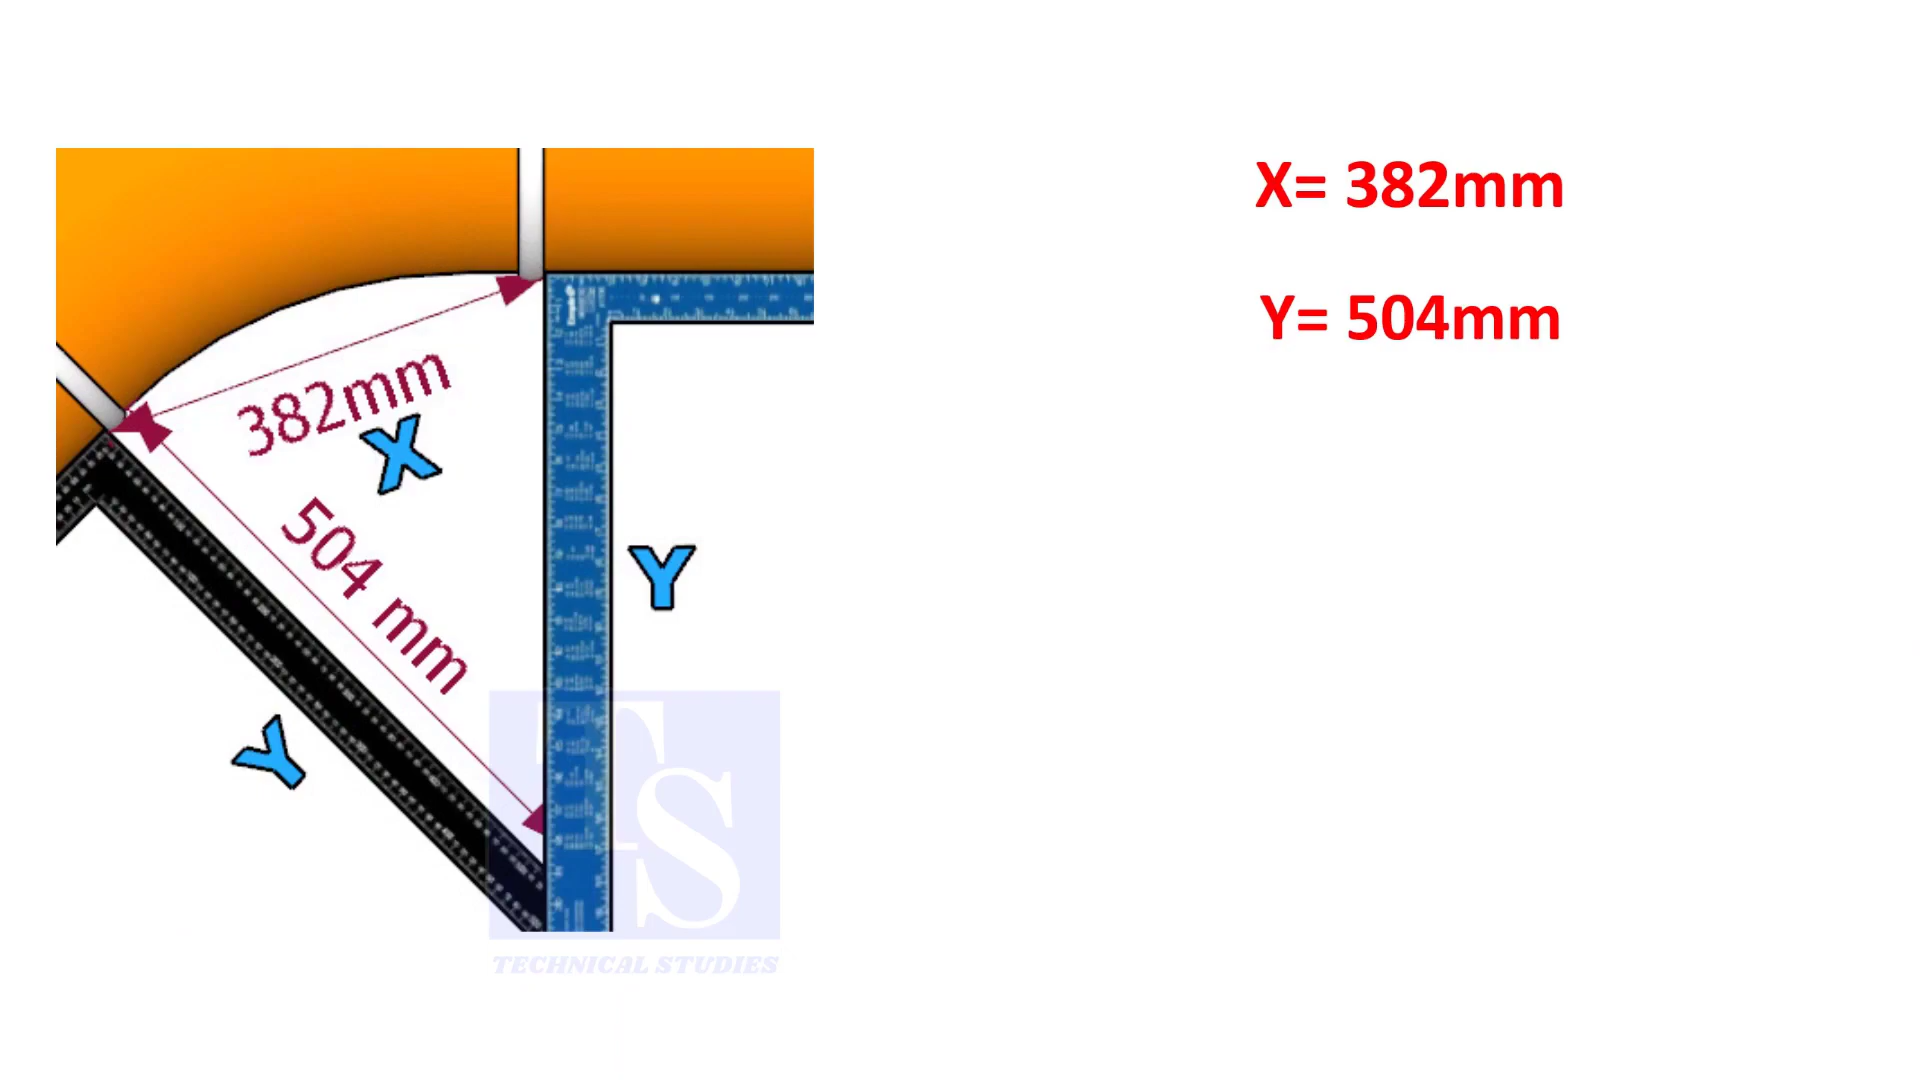 X= 382mm
Y= 504mm
382mm
X
504 mm
Y
Y
TS
TECHNICAL STUDIES